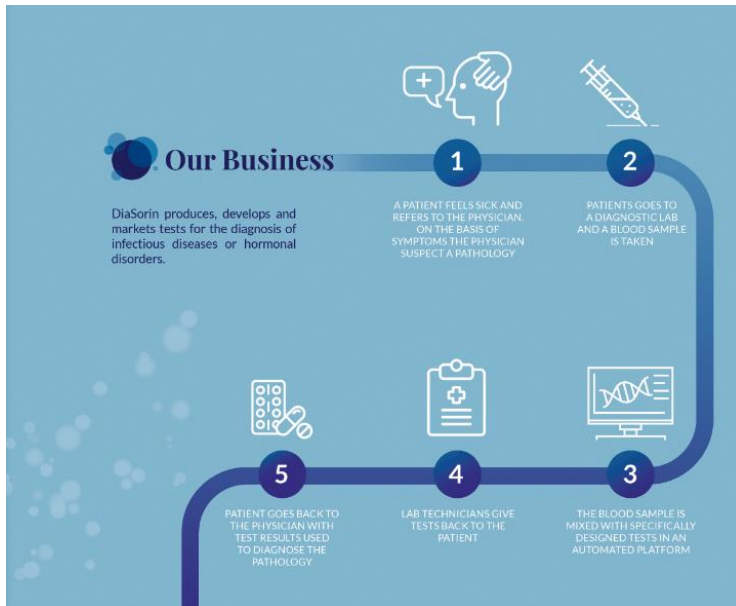 Our Business
DiaSorin produces, develops and
markets tests for the diagnosis of
infectious diseases or hormonal
disorders.
1
A PATIENT FEELS SICK AND
REFERS TO THE PHYSICIAN.
ON THE BASIS OF
SYMPTOMS THE PHYSICIAN
SUSPECT A PATHOLOGY
2
PATIENTS GOES TO
A DIAGNOSTIC LAB
AND A BLOOD SAMPLE
IS TAKEN
3
THE BLOOD SAMPLE IS
MIXED WITH SPECIFICALLY
DESIGNED TESTS IN AN
AUTOMATED PLATFORM
4
LAB TECHNICIANS GIVE
TESTS BACK TO THE
PATIENT
5
PATIENT GOES BACK TO
THE PHYSICIAN WITH
TEST RESULTS USED
TO DIAGNOSE THE
PATHOLOGY